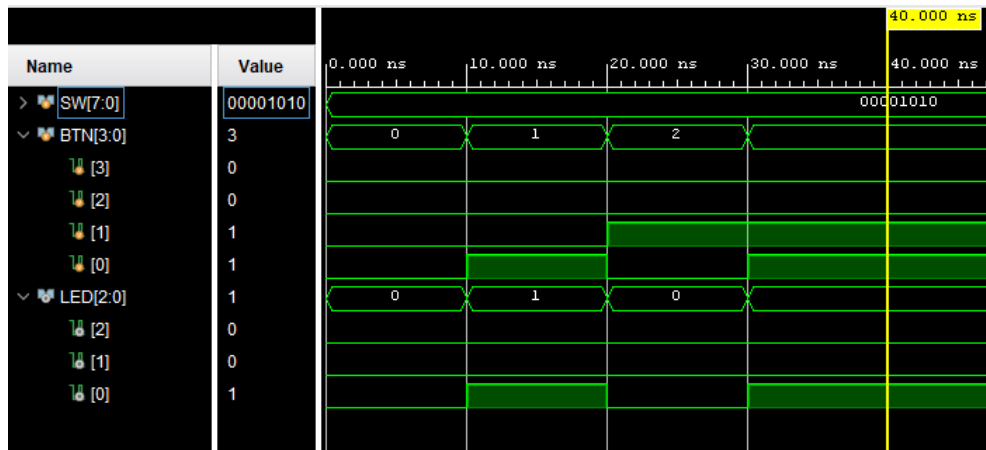 40.000 ns
Name Value 0.000 ns 10.000 ns 20.000 ns 30.000 ns 40.000 ns
SW[7:0] 00001010 00001010
BTN[3:0] 3 0 1 2
[3] 0
[2] 0
[1] 1
[0] 1
LED[2:0] 1 0 1 0
[2] 0
[1] 0
[0] 1